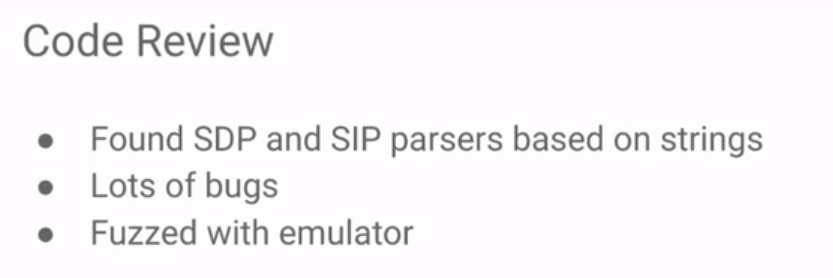 Code Review
● Found SDP and SIP parsers based on strings
● Lots of bugs
● Fuzzed with emulator